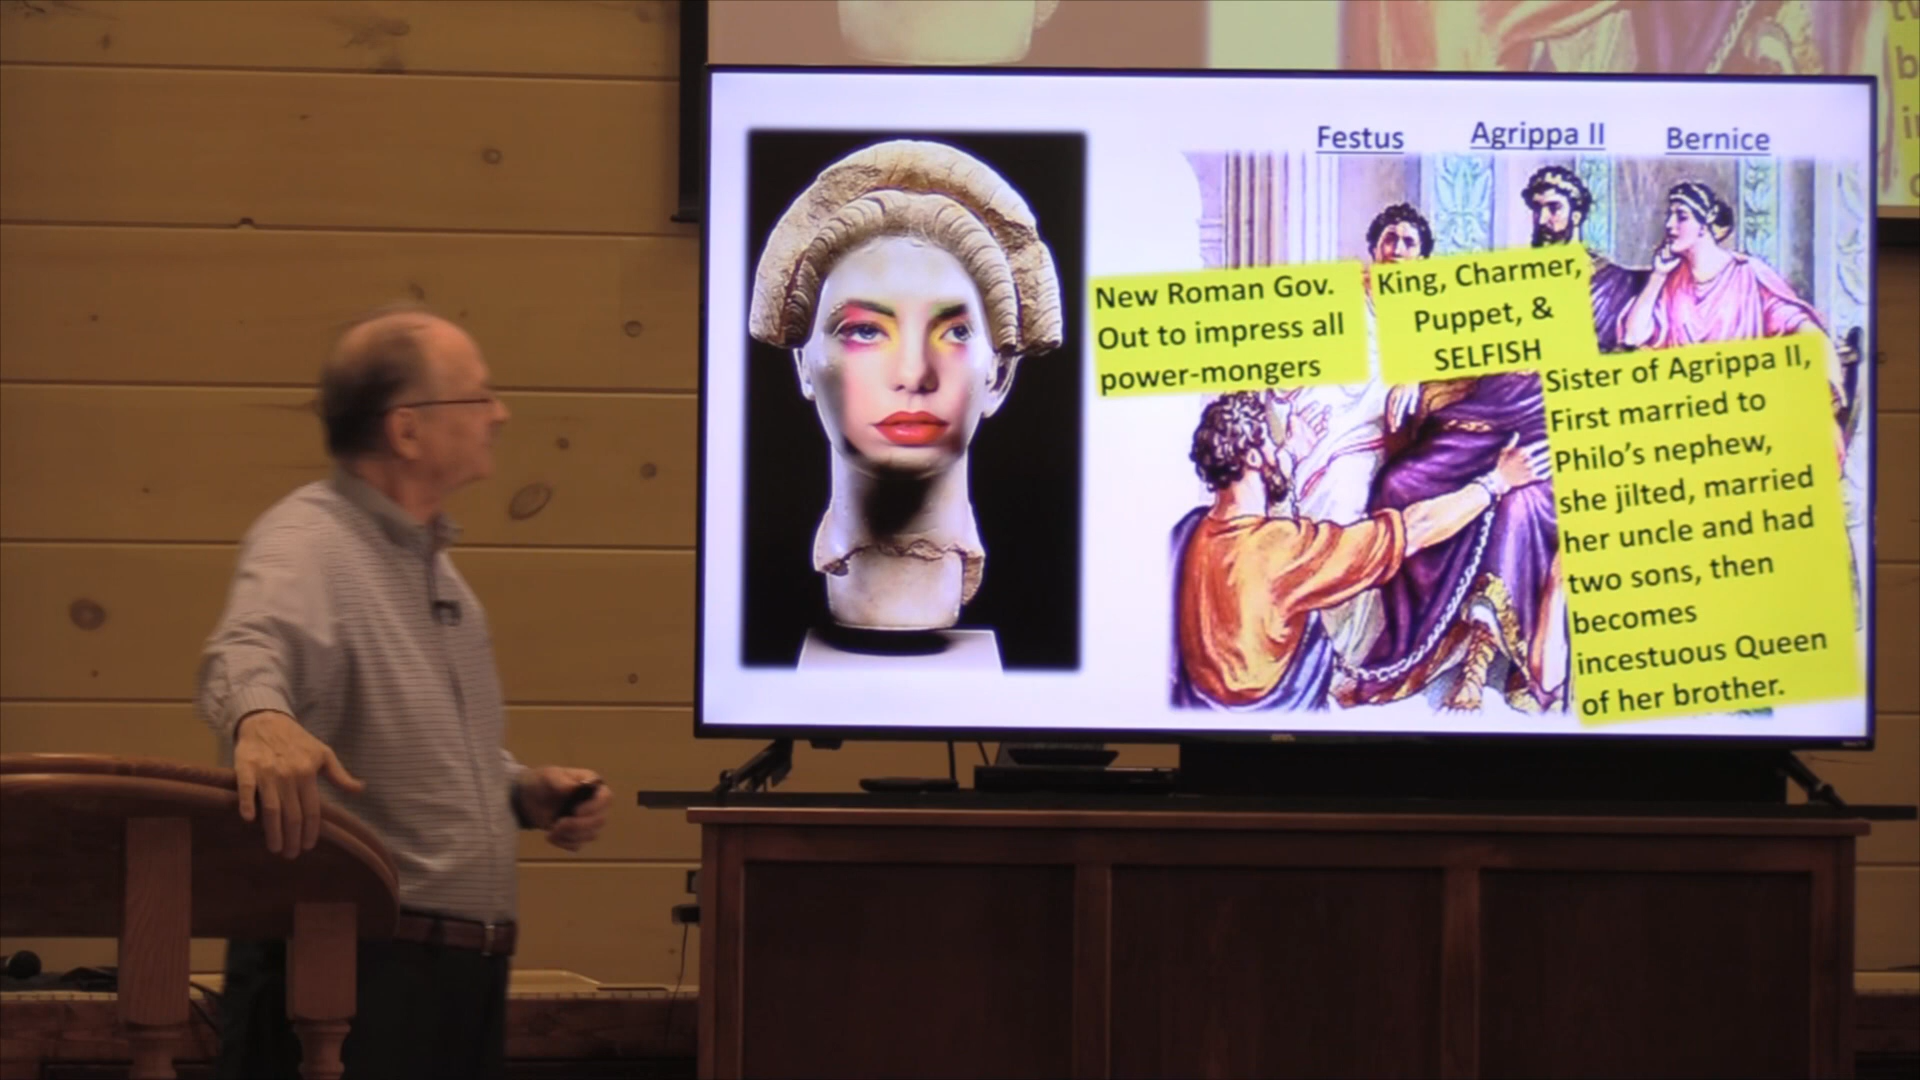 Festus
Agrippa II
Bernice
New Roman Gov.
Out to impress all
power-mongers
King, Charmer,
Puppet, &
SELFISH
Sister of Agrippa II,
First married to
Philo's nephew,
she jilted, married
her uncle and had
two sons, then
becomes
incestuous Queen
of her brother.